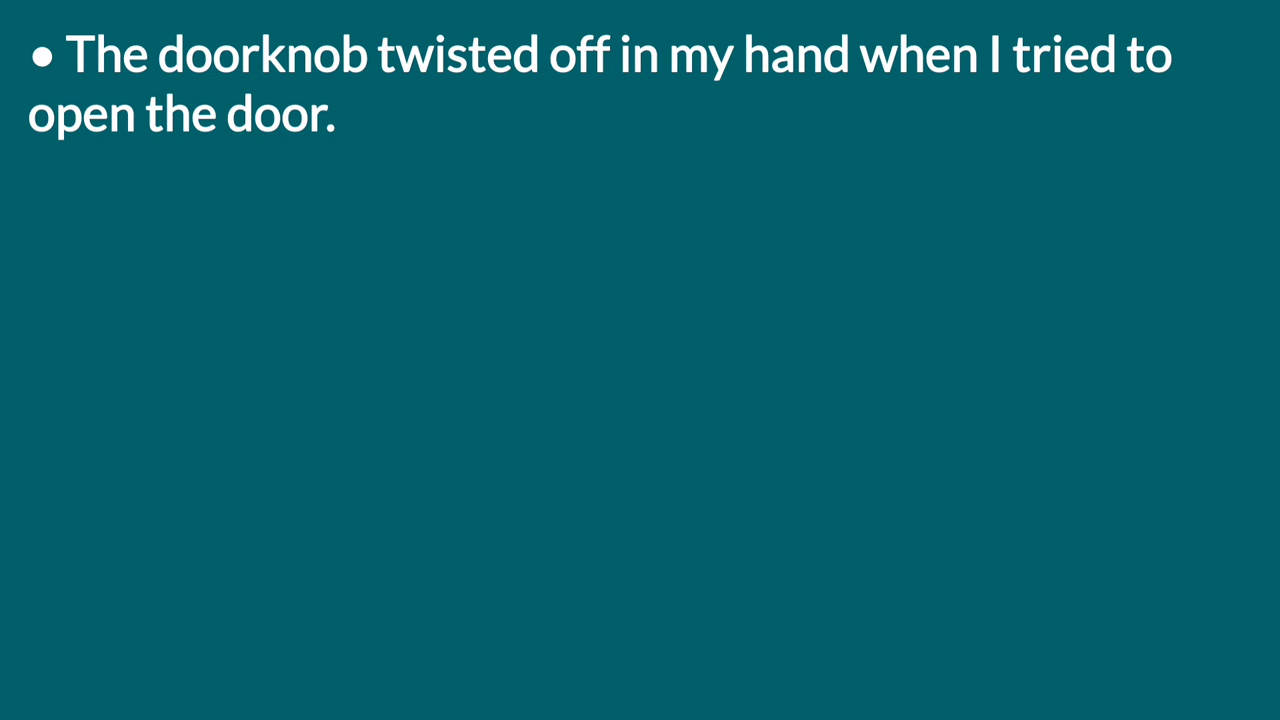 • The doorknob twisted off in my hand when I tried to
open the door.